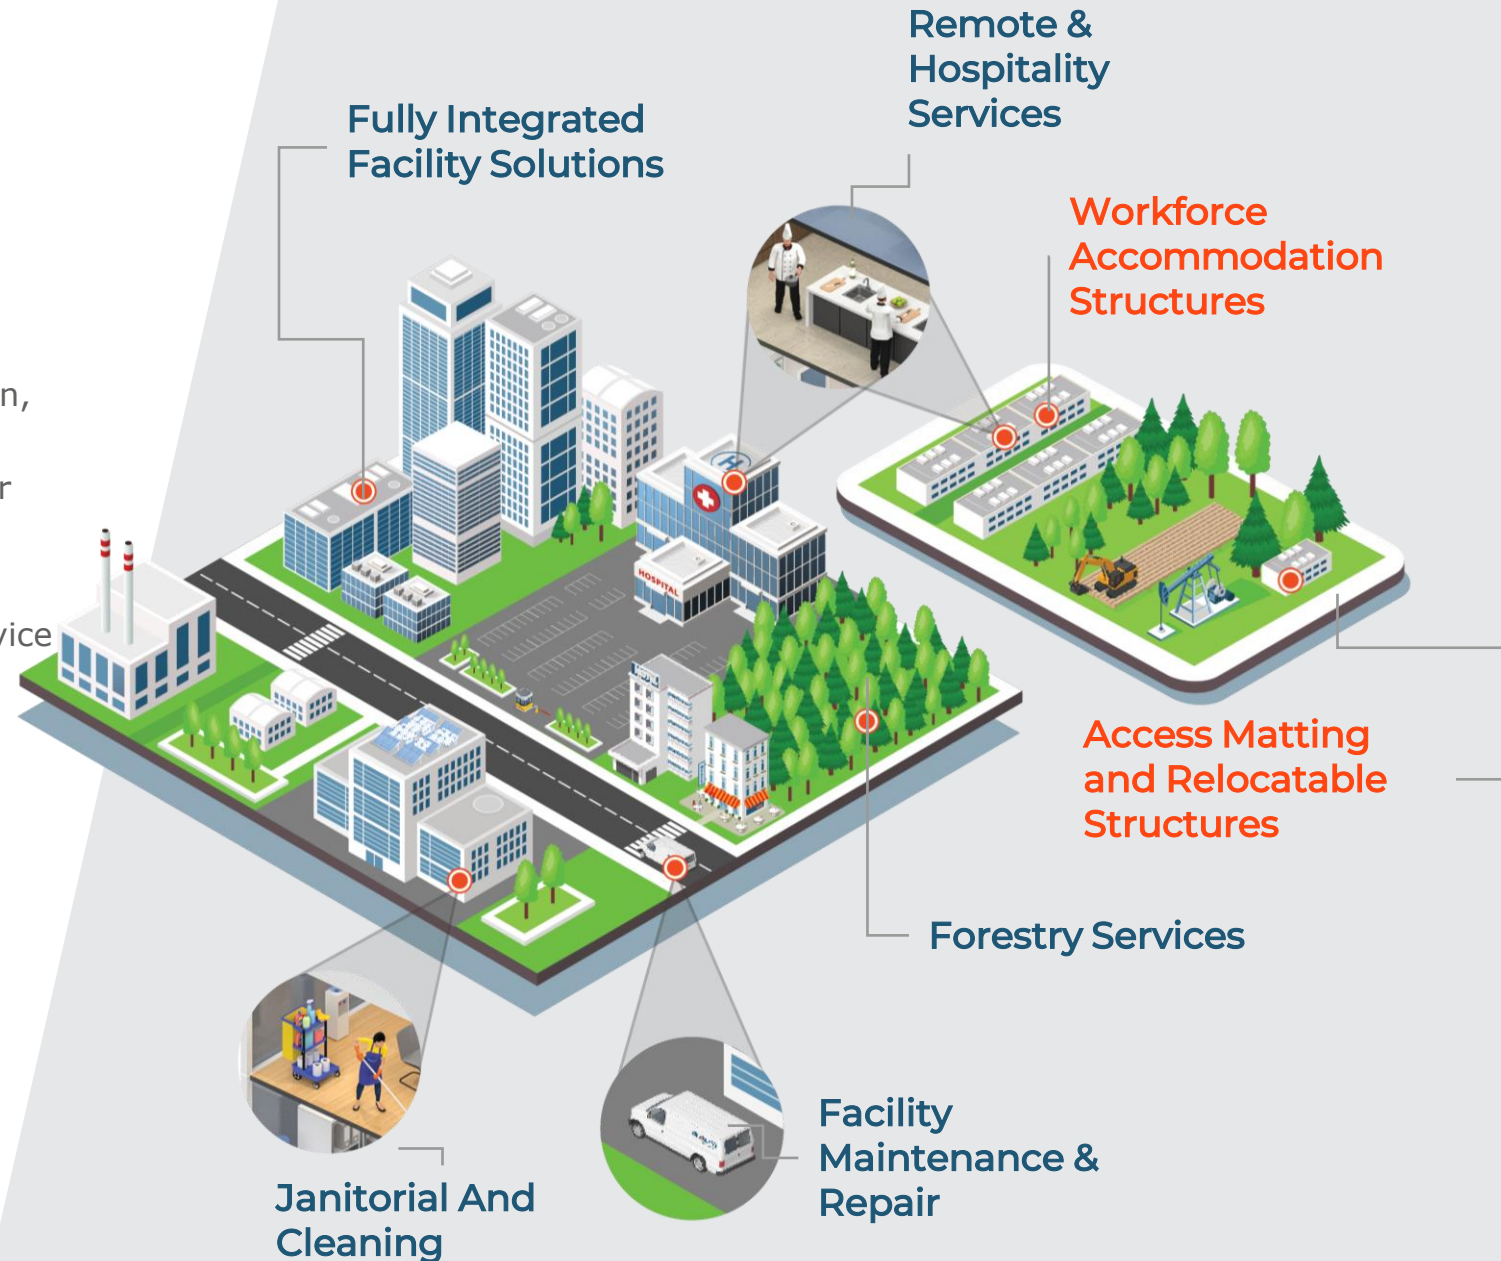 Remote &
Hospitality
Services
Fully Integrated
Facility Solutions
Workforce
Accommodation
Structures
n,
r
vice
HOSPITAL
H
Access Matting
and Relocatable
Structures
Forestry Services
Facility
Maintenance &
Repair
Janitorial And
Cleaning